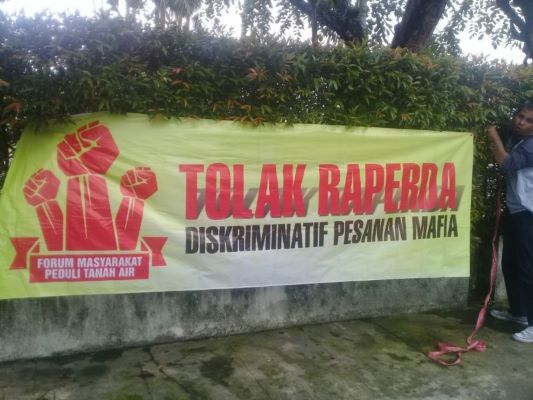 TOLAK RAPERDA
DISKRIMINATIF PESANAN MAFIA
FORUM MASYARAKAT
PEDULI TANAH AIR